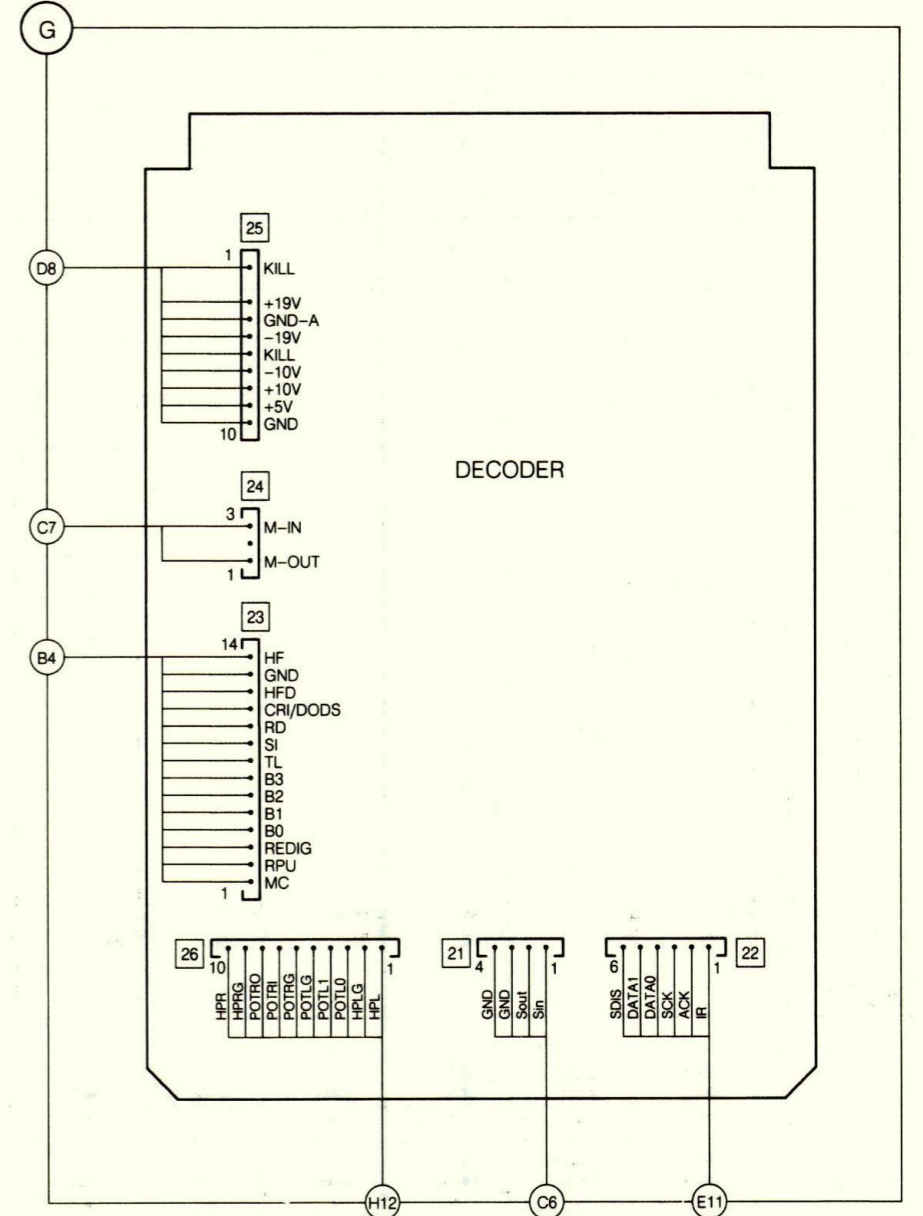 G
25
1
D8
KILL
+19V
GND-A
-19V
KILL
-10V
+10V
+5V
GND
10
DECODER
24
3
C7
M-IN
M-OUT
1
23
14
B4
HF
GND
HFD
CRI/DODS
RD
SI
TL
B3
B2
B1
B0
REDIG
RPU
MC
1
26
10
1
HPR
HPRG
POTRO
POTRI
POTRG
POTLG
POTL1
POTL0
HPLG
HPL
21
4
1
GND
GND
Sout
Sin
22
6
1
SDIS
DATA1
DATA0
SCK
ACK
IR
H12
C6
E11